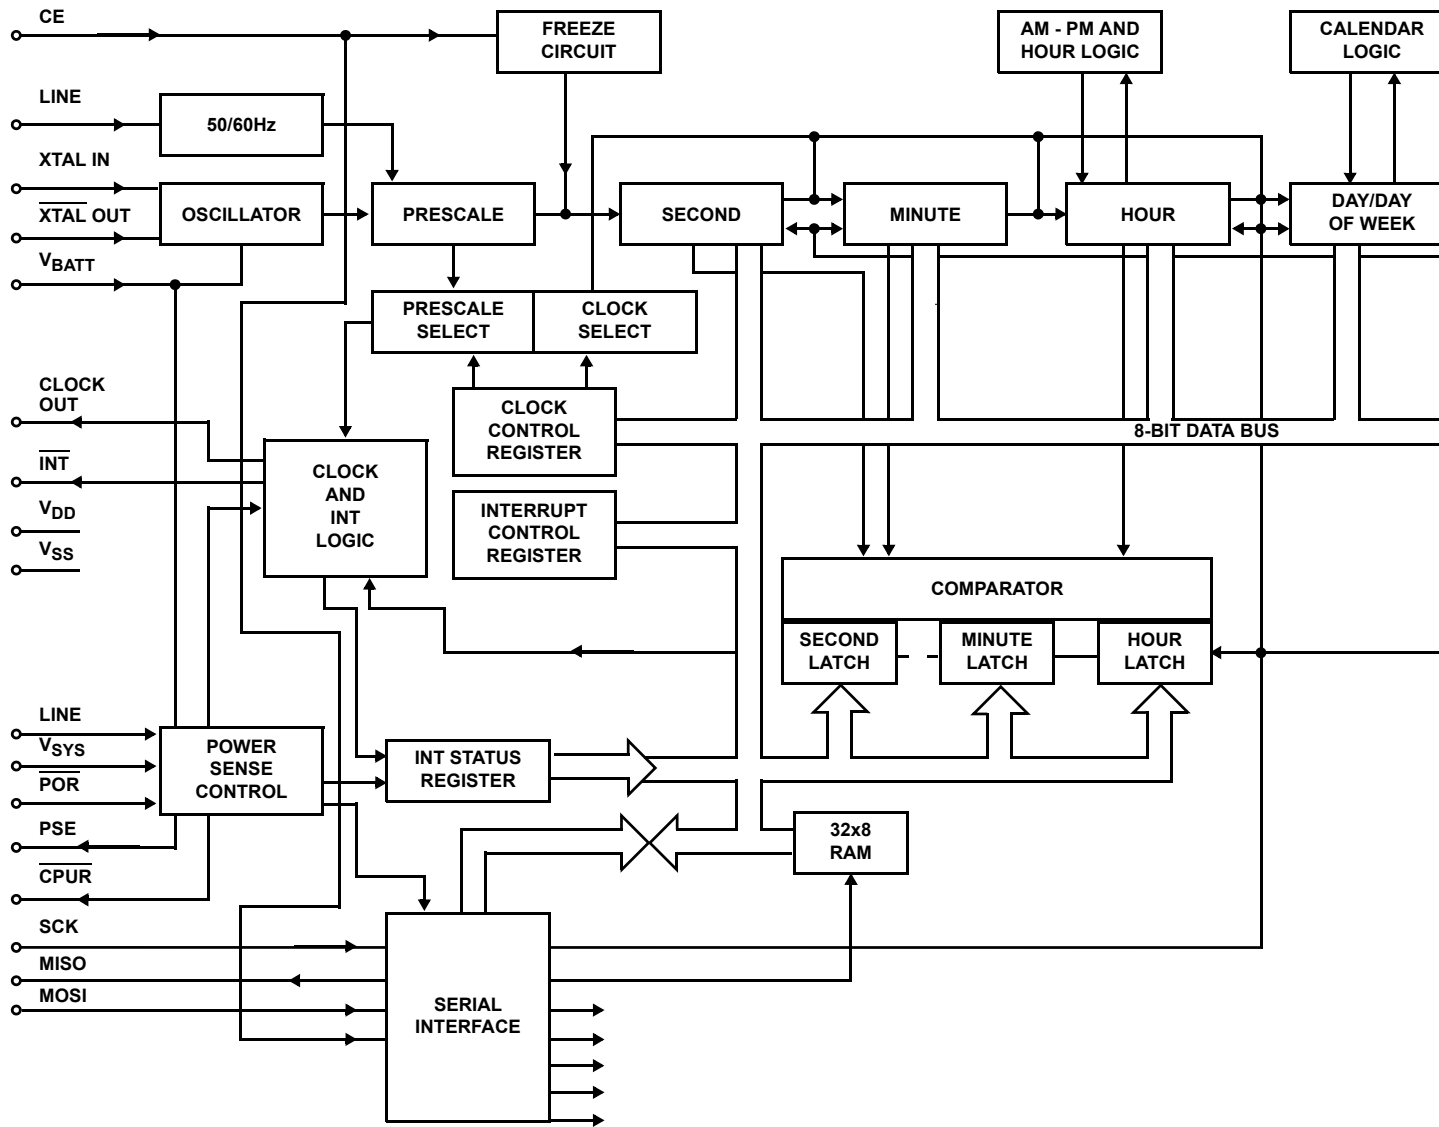 CE
FREEZE
CIRCUIT
AM - PM AND
HOUR LOGIC
CALENDAR
LOGIC
LINE
50/60Hz
XTAL IN
XTAL OUT
OSCILLATOR
PRESCALE
SECOND
MINUTE
HOUR
DAY/DAY
OF WEEK
VBATT
PRESCALE
SELECT
CLOCK
SELECT
CLOCK
OUT
CLOCK
CONTROL
REGISTER
8-BIT DATA BUS
INT
CLOCK
AND
INT
LOGIC
INTERRUPT
CONTROL
REGISTER
VDD
VSS
COMPARATOR
SECOND
LATCH
MINUTE
LATCH
HOUR
LATCH
LINE
VSYS
POR
POWER
SENSE
CONTROL
INT STATUS
REGISTER
PSE
32x8
RAM
CPUR
SCK
MISO
MOSI
SERIAL
INTERFACE